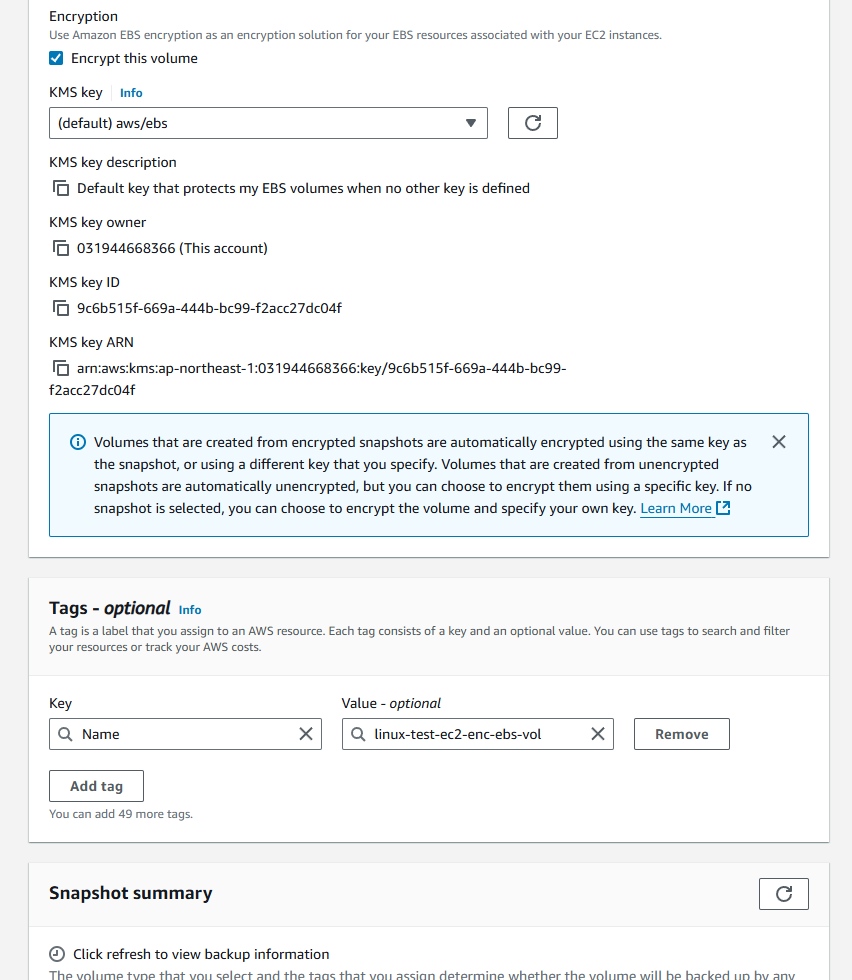 Encryption
Use Amazon EBS encryption as an encryption solution for your EBS resources associated with your EC2 instances.
Encrypt this volume
KMS key Info
(default) aws/ebs
KMS key description
Default key that protects my EBS volumes when no other key is defined
KMS key owner
031944668366 (This account)
KMS key ID
9c6b515f-669a-444b-bc99-f2acc27dc04f
KMS key ARN
arn:aws:kms:ap-northeast-1:031944668366:key/9c6b515f-669a-444b-bc99-
f2acc27dc04f
Volumes that are created from encrypted snapshots are automatically encrypted using the same key as
the snapshot, or using a different key that you specify. Volumes that are created from unencrypted
snapshots are automatically unencrypted, but you can choose to encrypt them using a specific key. If no
snapshot is selected, you can choose to encrypt the volume and specify your own key. Learn More
Tags - optional Info
A tag is a label that you assign to an AWS resource. Each tag consists of a key and an optional value. You can use tags to search and filter
your resources or track your AWS costs.
Key Value - optional
Name linux-test-ec2-enc-ebs-vol Remove
Add tag
You can add 49 more tags.
Snapshot summary
Click refresh to view backup information
The volume type that you select and the tags that you assign determine whether the volume will be backed up by any